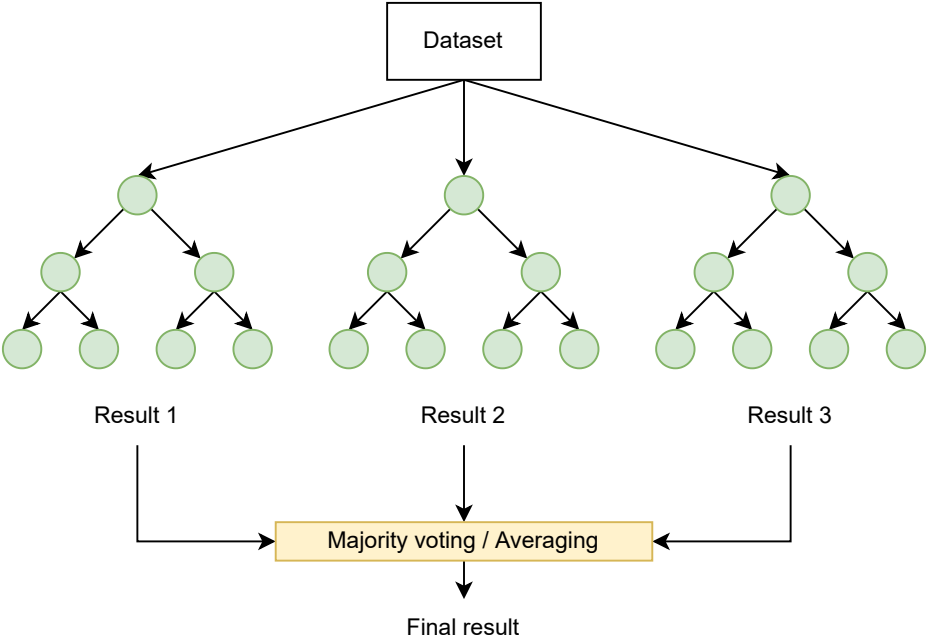 Dataset
Result 1
Result 2
Result 3
Majority voting / Averaging
Final result